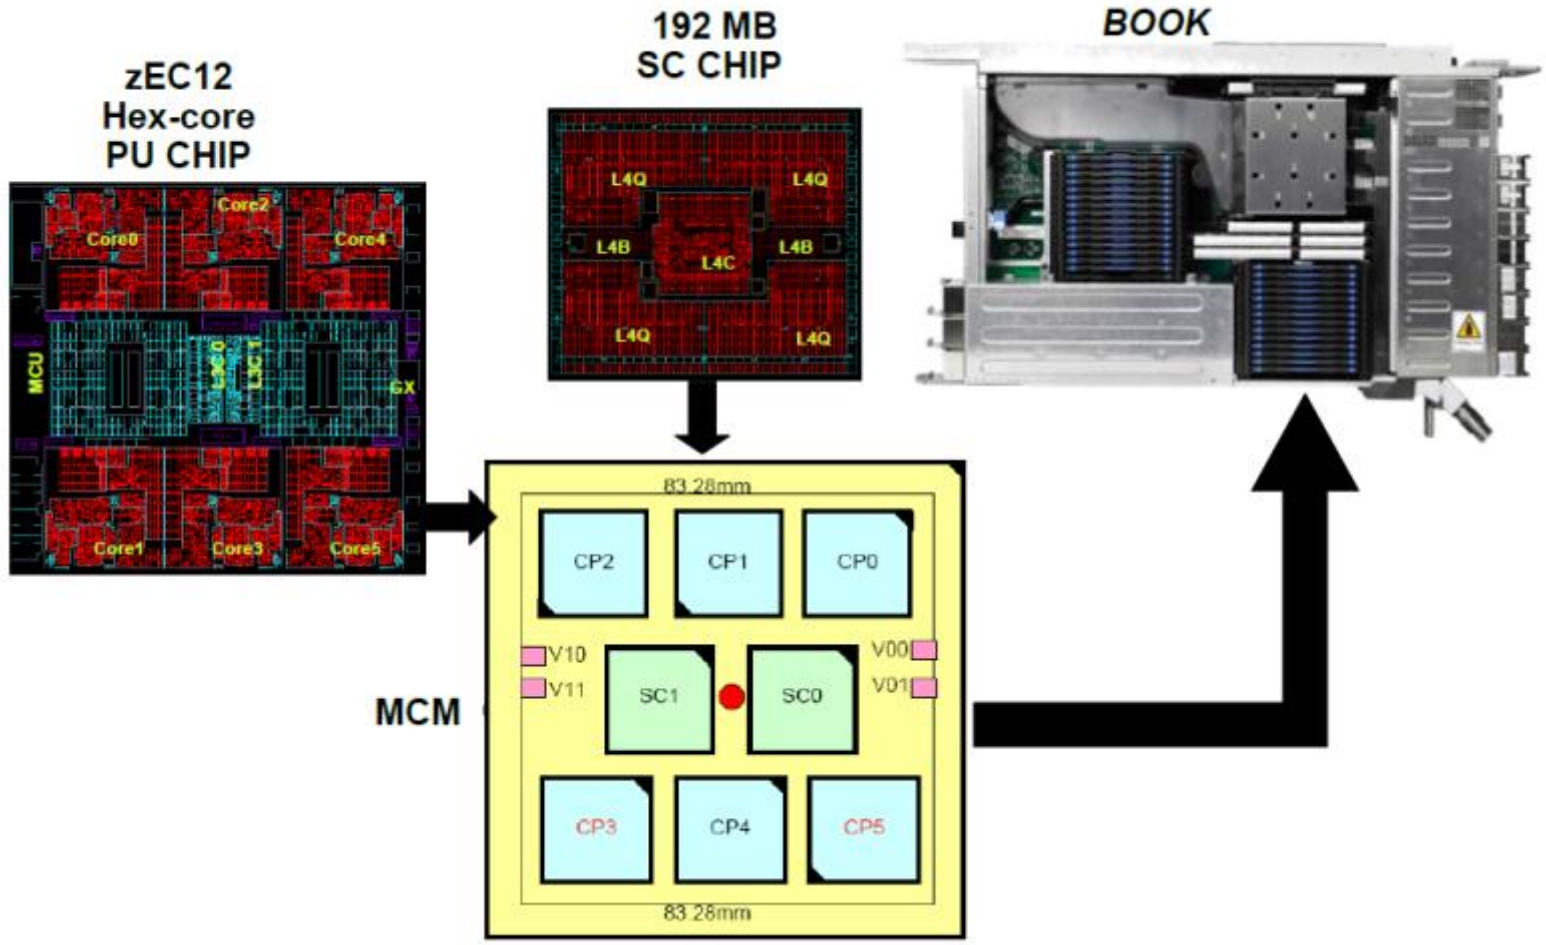 zEC12
Hex-core
PU CHIP
Core0
Core2
Core4
MCU
L3C 0
L3C 1
GX
Core1
Core3
Core5
192 MB
SC CHIP
L4Q
L4Q
L4B
L4B
L4C
L4Q
L4Q
BOOK
MCM
83.28mm
CP2
CP1
CP0
V10
V11
SC1
SC0
V00
V01
CP3
CP4
CP5
83.28mm